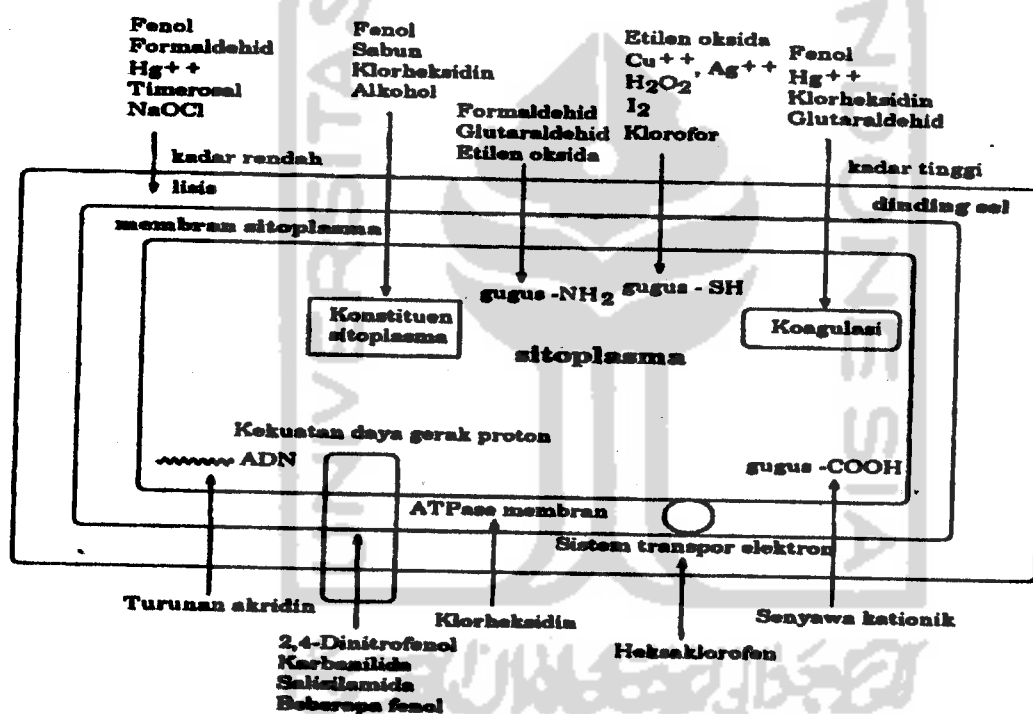 Fenol
Formaldehid
Hg++
Timerosal
NaOCl
Fenol
Sabun
Klorheksidin
Alkohol
Formaldehid
Glutaraldehid
Etilen oksida
Etilen oksida
Cu++, Ag++
H2O2
I2
Klorofor
Fenol
Hg++
Klorheksidin
Glutaraldehid
kadar rendah
kadar tinggi
lisis
dinding sel
membran sitoplasma
gugus -NH2
gugus - SH
Konstituen
sitoplasma
Koagulasi
sitoplasma
Kekuatan daya gerak proton
ADN
gugus -COOH
ATPase membran
Sistem transpor elektron
Turunan akridin
Klorheksidin
Senyawa kationik
2,4-Dinitrofenol
Karbanilida
Salisilamida
Beberapa fenol
Heksaklorofen
UNIVERSITAS